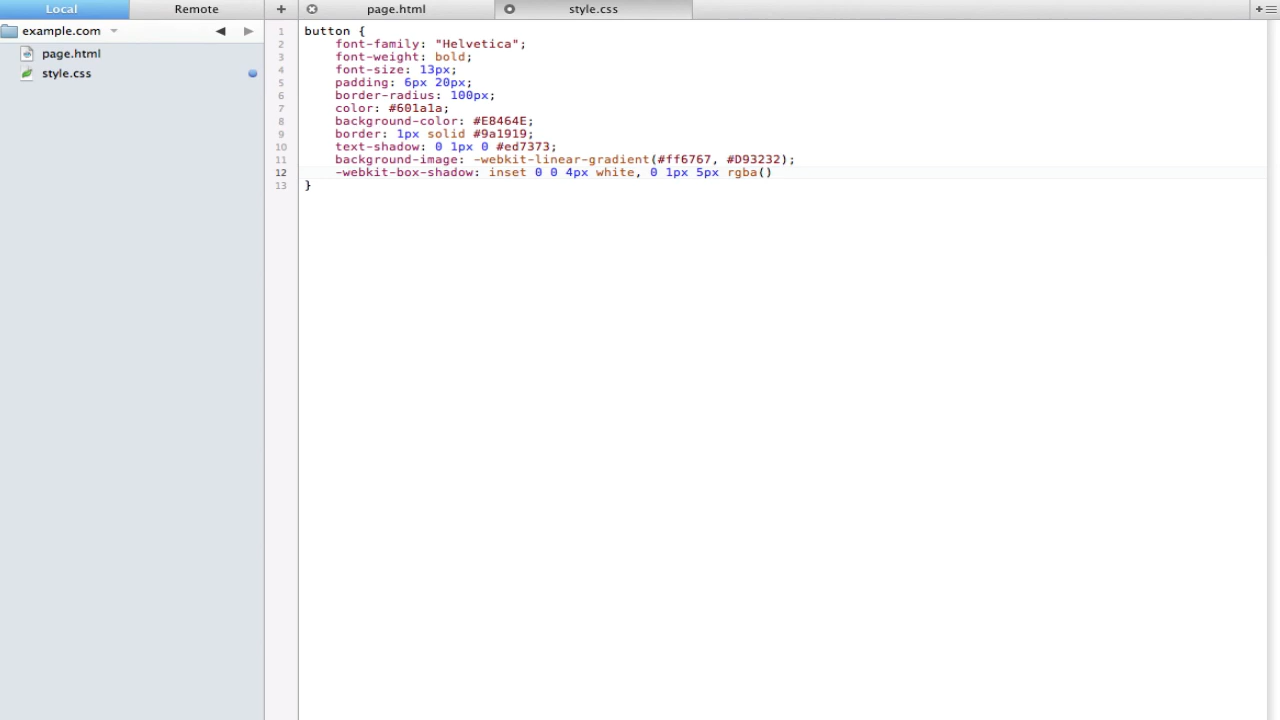 Local
Remote
+
page.html
style.css
+
example.com
page.html
style.css
1 button {
2 font-family: "Helvetica";
3 font-weight: bold;
4 font-size: 13px;
5 padding: 6px 20px;
6 border-radius: 100px;
7 color: #601a1a;
8 background-color: #E8464E;
9 border: 1px solid #9a1919;
10 text-shadow: 0 1px 0 #ed7373;
11 background-image: -webkit-linear-gradient(#ff6767, #D93232);
12 -webkit-box-shadow: inset 0 0 4px white, 0 1px 5px rgba()
13 }